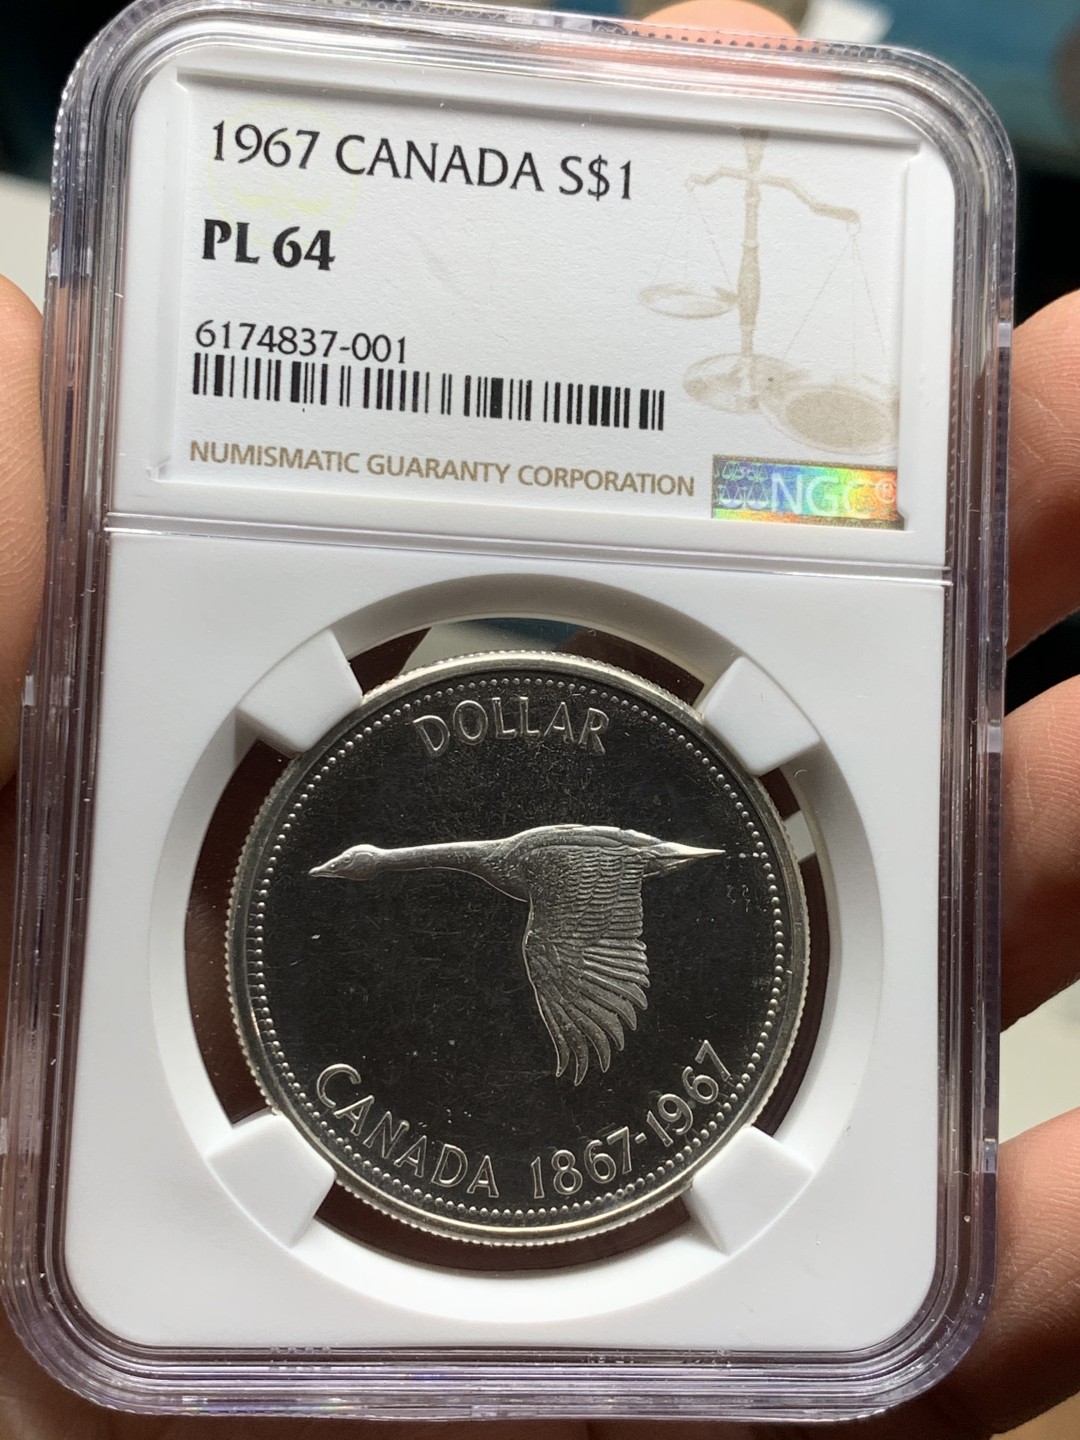 1967 CANADA S$1
PL 64
6174837-001
NUMISMATIC GUARANTY CORPORATION
NGC®
DOLLAR
CANADA 1867-1967